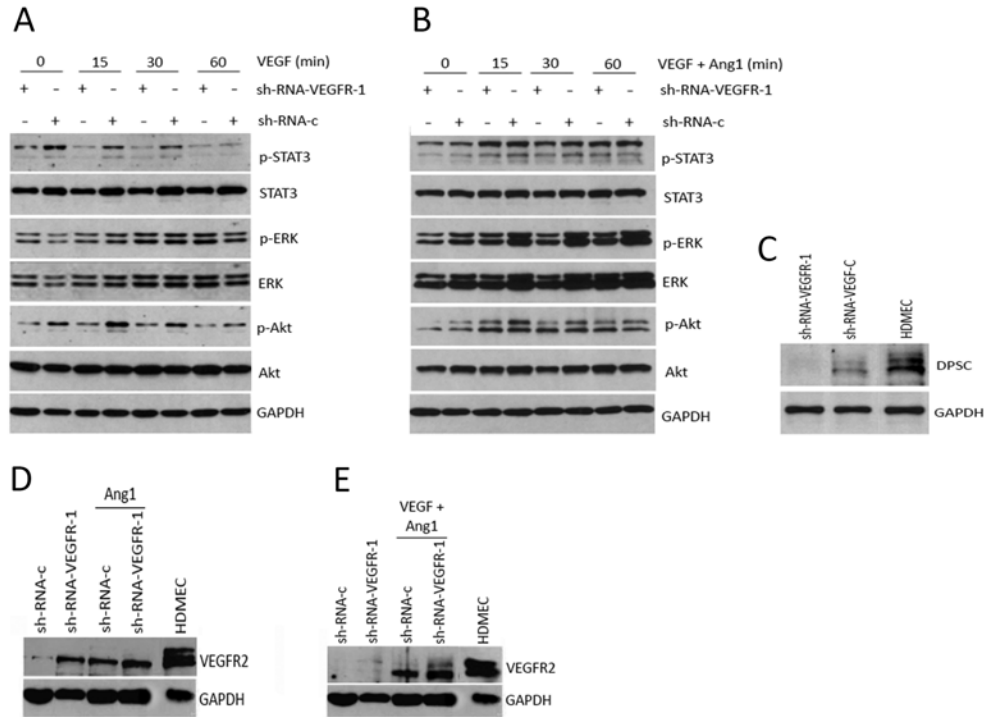 A
VEGF (min)
0 15 30 60
+ - + - + - + - sh-RNA-VEGFR-1
- + - + - + - + sh-RNA-c
p-STAT3
STAT3
p-ERK
ERK
p-Akt
Akt
GAPDH
B
0 15 30 60 VEGF + Ang1 (min)
+ - + - + - + - sh-RNA-VEGFR-1
- + - + - + - + sh-RNA-c
p-STAT3
STAT3
p-ERK
ERK
p-Akt
Akt
GAPDH
C
sh-RNA-VEGFR-1
sh-RNA-VEGF-C
HDMEC
DPSC
GAPDH
D
Ang1
sh-RNA-c
sh-RNA-VEGFR-1
sh-RNA-c
sh-RNA-VEGFR-1
HDMEC
VEGFR2
GAPDH
E
VEGF +
Ang1
sh-RNA-c
sh-RNA-VEGFR-1
sh-RNA-c
sh-RNA-VEGFR-1
HDMEC
VEGFR2
GAPDH